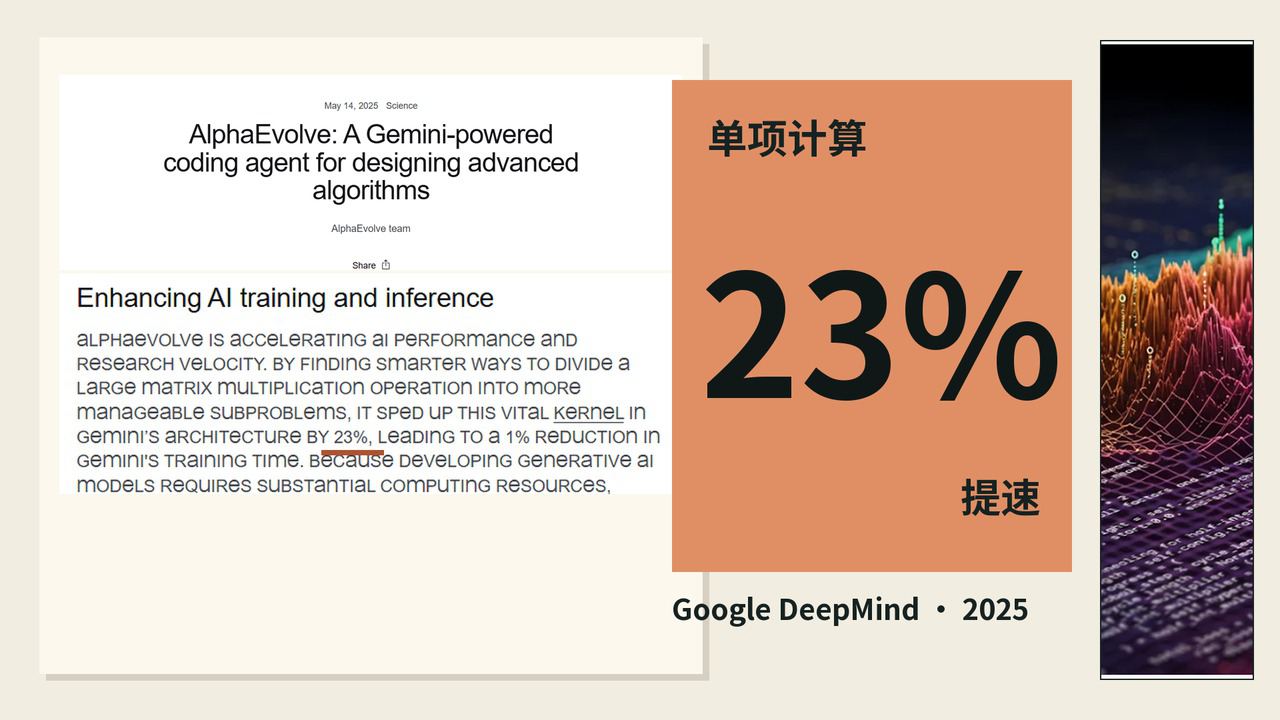 May 14, 2025 Science
AlphaEvolve: A Gemini-powered
coding agent for designing advanced
algorithms
AlphaEvolve team
Share
Enhancing AI training and inference
AlphaEvolve is accelerating AI performance and
research velocity. By finding smarter ways to divide a
large matrix multiplication operation into more
manageable subproblems, it sped up this vital kernel in
Gemini's architecture by 23%, leading to a 1% reduction in
Gemini's training time. Because developing generative AI
models requires substantial computing resources,
单项计算
23%
提速
Google DeepMind · 2025